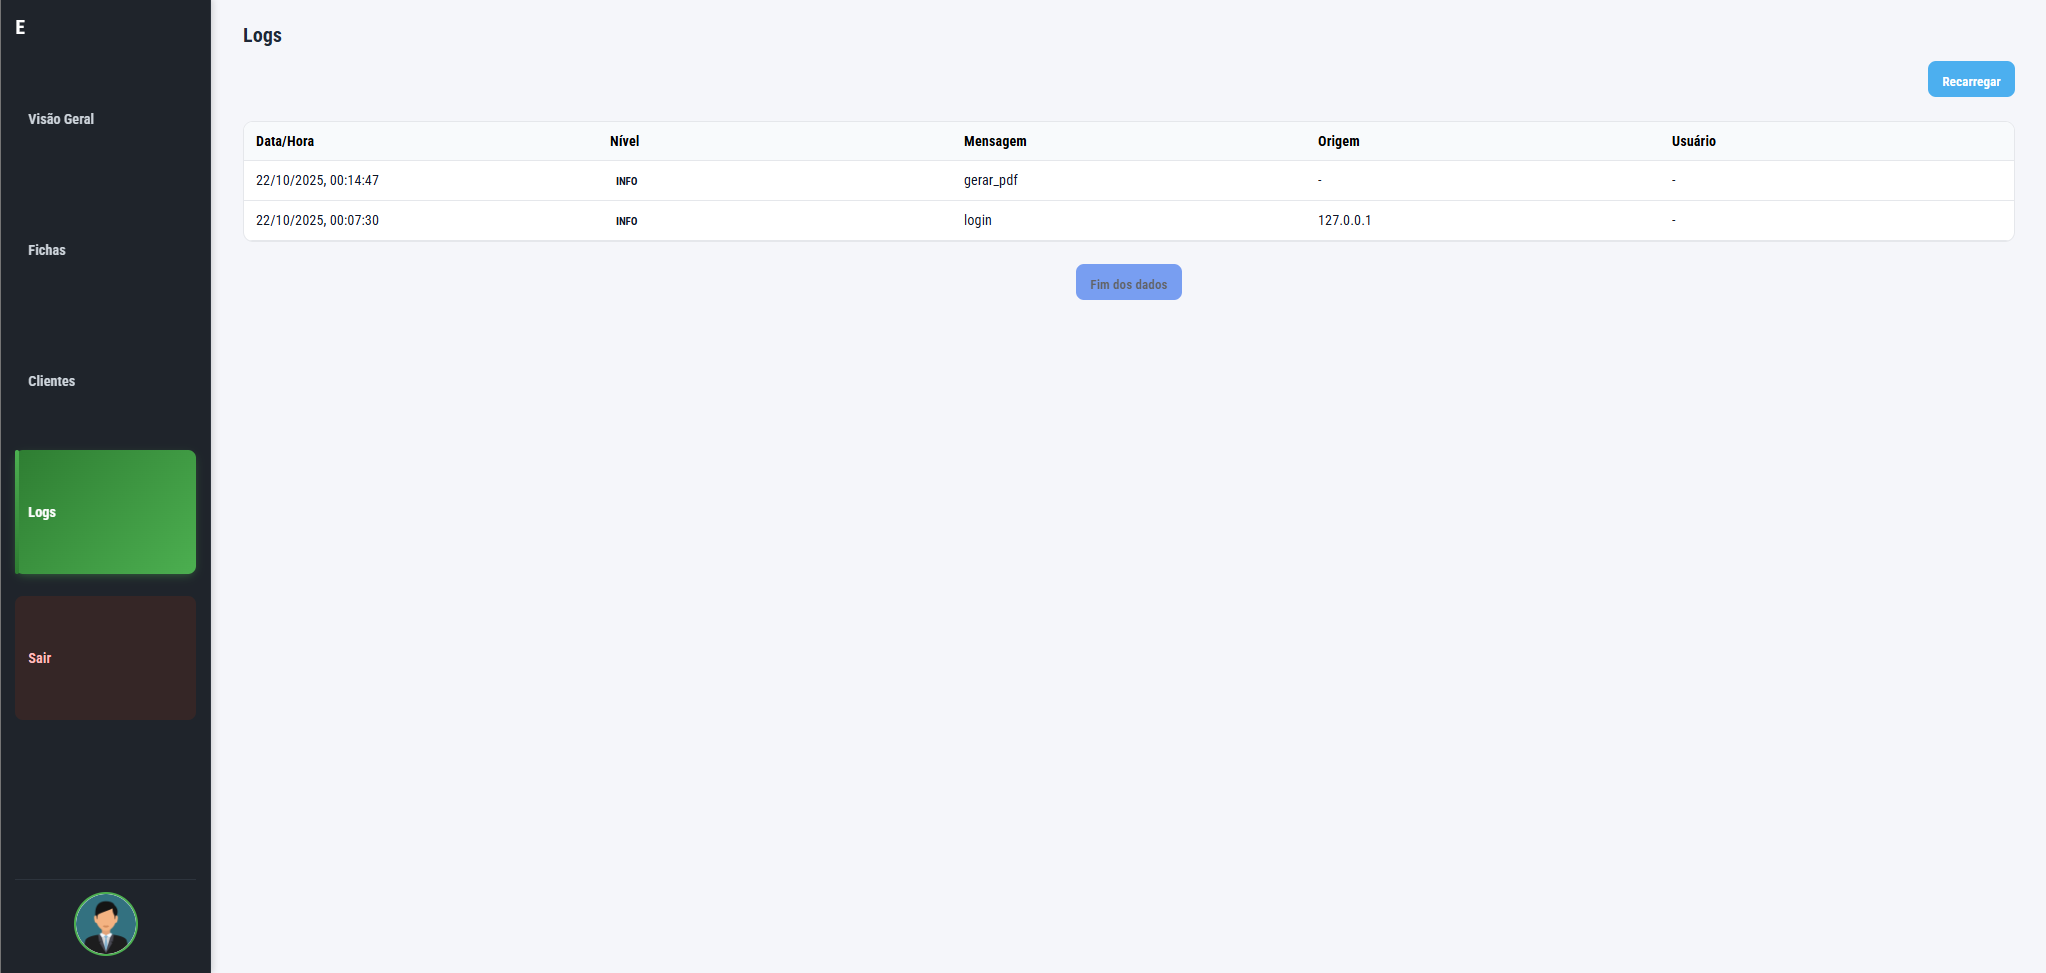 E
Visão Geral
Fichas
Clientes
Logs
Sair
Logs
Recarregar
Data/Hora Nível Mensagem Origem Usuário
22/10/2025, 00:14:47 INFO gerar_pdf - -
22/10/2025, 00:07:30 INFO login 127.0.0.1 -
Fim dos dados